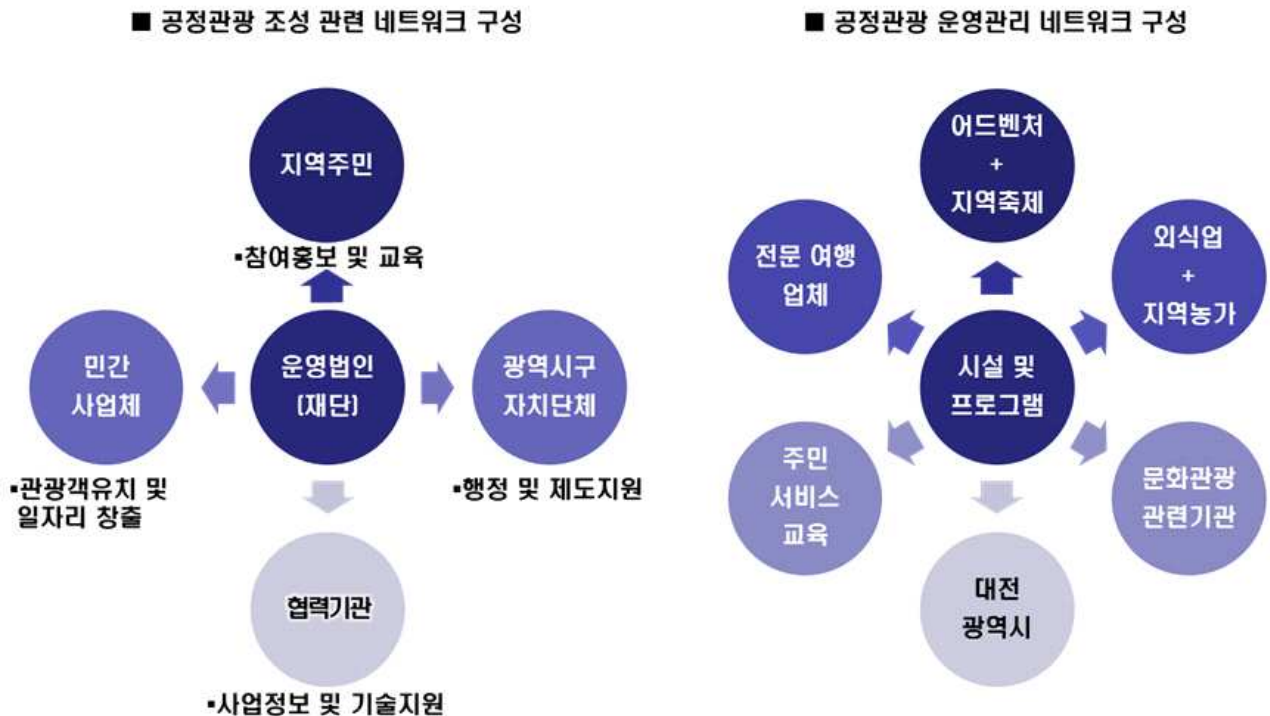 ■ 공정관광 조성 관련 네트워크 구성
지역주민
▪참여홍보 및 교육
민간
사업체
운영법인
(재단)
광역시구
자치단체
▪관광객유치 및
일자리 창출
▪행정 및 제도지원
협력기관
▪사업정보 및 기술지원
■ 공정관광 운영관리 네트워크 구성
어드벤처
+
지역축제
전문 여행
업체
외식업
+
지역농가
시설 및
프로그램
주민
서비스
교육
문화관광
관련기관
대전
광역시